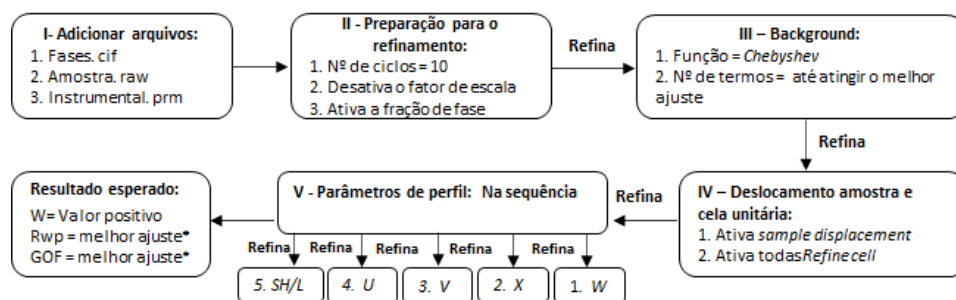 I- Adicionar arquivos:
1. Fases. cif
2. Amostra. raw
3. Instrumental. prm
II - Preparação para o
refinamento:
1. Nº de ciclos = 10
2. Desativa o fator de escala
3. Ativa a fração de fase
Refina
III – Background:
1. Função = Chebyshev
2. Nº de termos = até atingir o melhor
ajuste
Refina
IV – Deslocamento amostra e
cela unitária:
1. Ativa sample displacement
2. Ativa todas Refine cell
Refina
V - Parâmetros de perfil: Na sequência
Refina Refina Refina Refina Refina
5. SH/L 4. U 3. V 2. X 1. W
Resultado esperado:
W= Valor positivo
Rwp = melhor ajuste*
GOF = melhor ajuste*